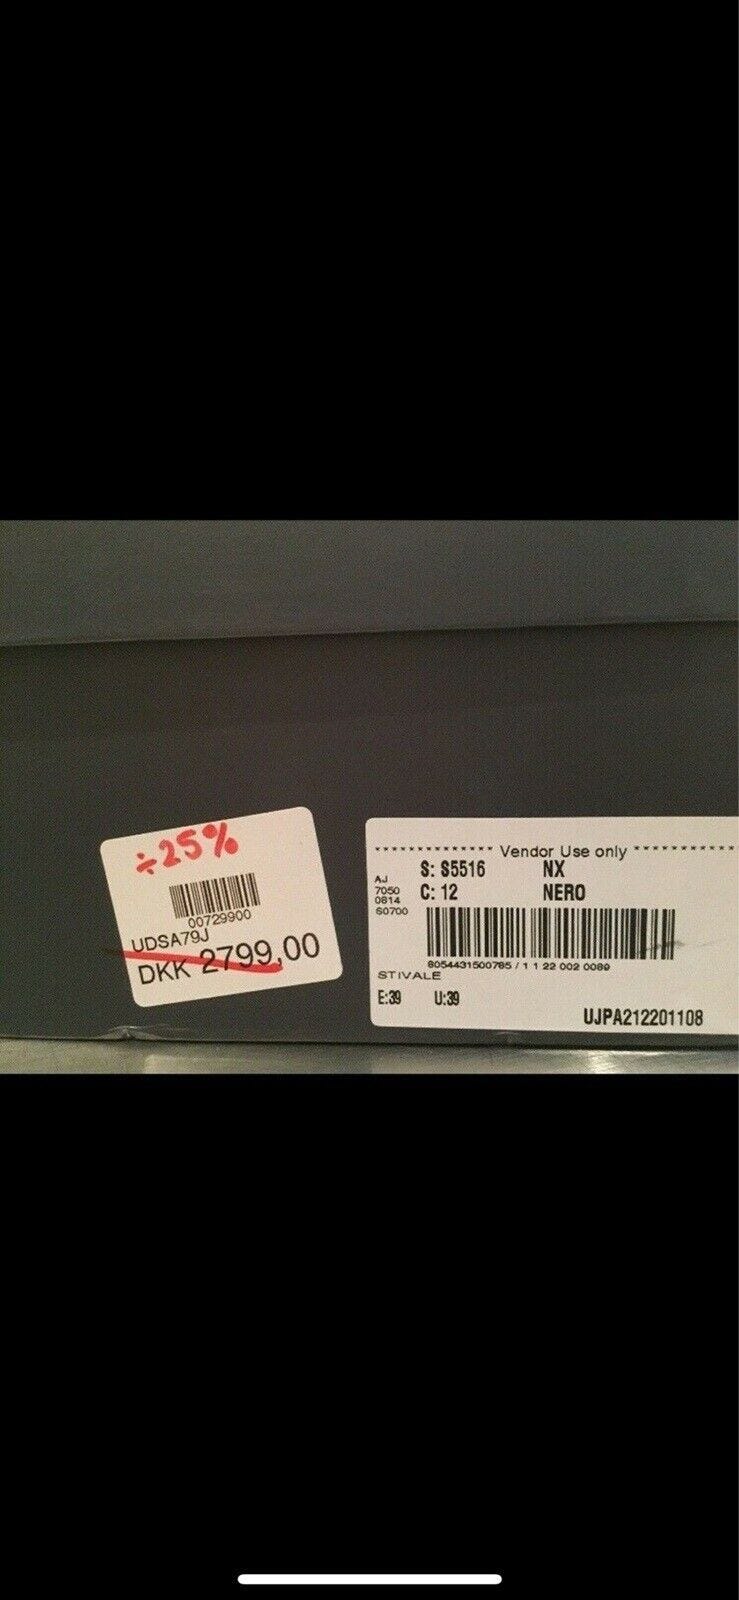 ÷25%
00729900
UDSA79J
DKK 2799,00
************** Vendor Use only **************
AJ
7050
0814
S0700
S: S5516 NX
C: 12 NERO
8054431500765 / 1 1 22 002 0089
STIVALE
E:39 U:39
UJPA212201108